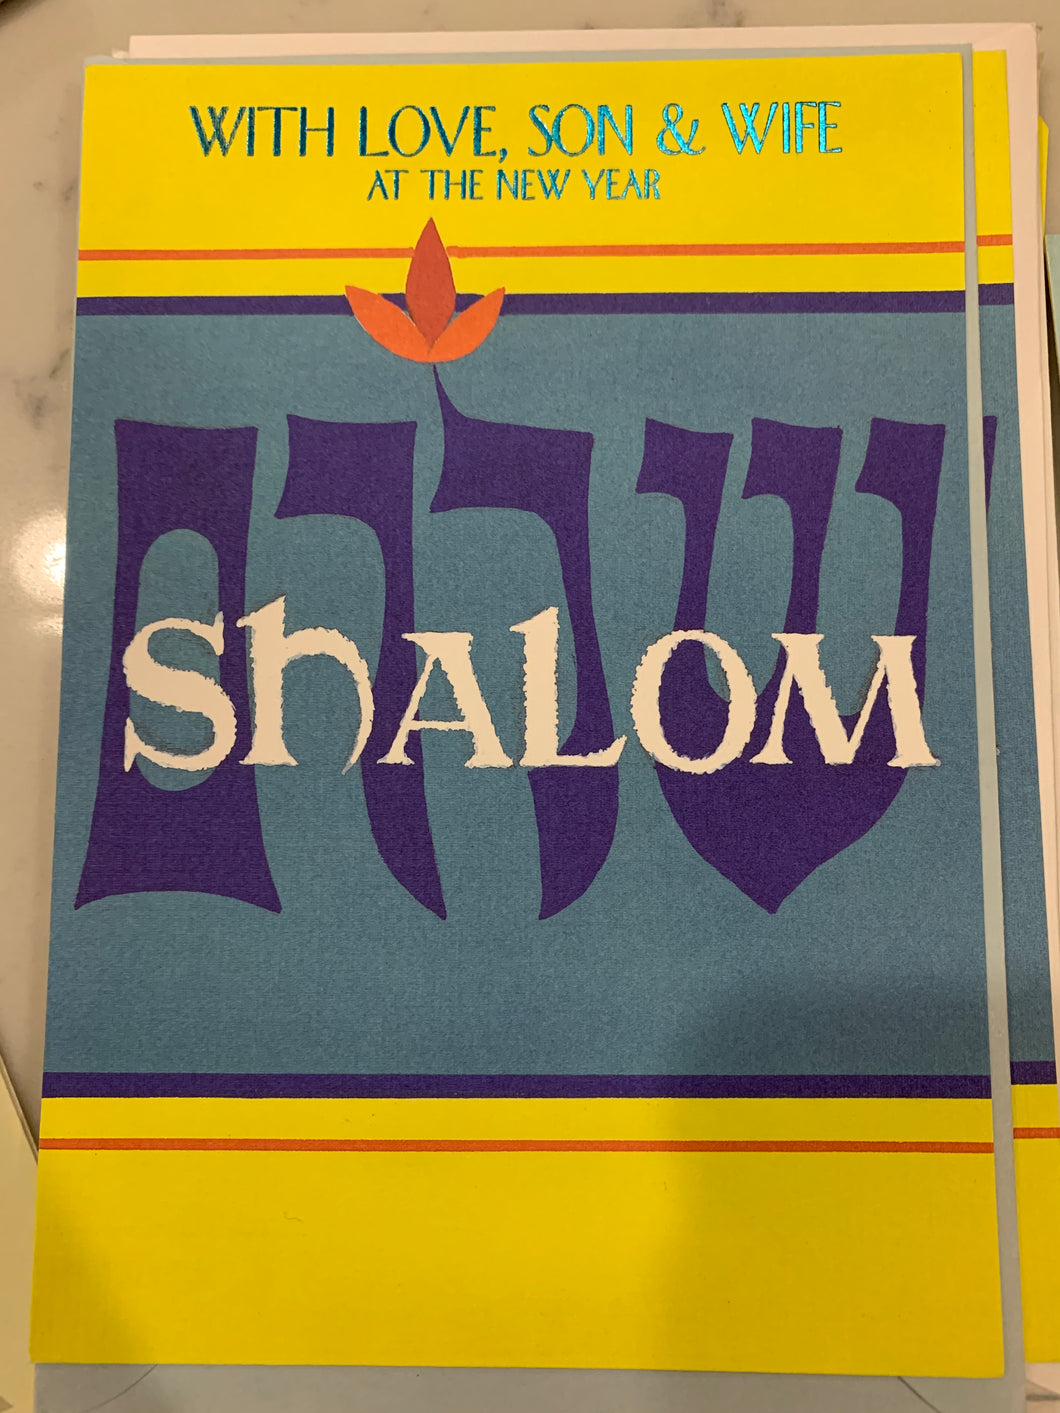 WITH LOVE, SON & WIFE
AT THE NEW YEAR
שלום
SHALOM